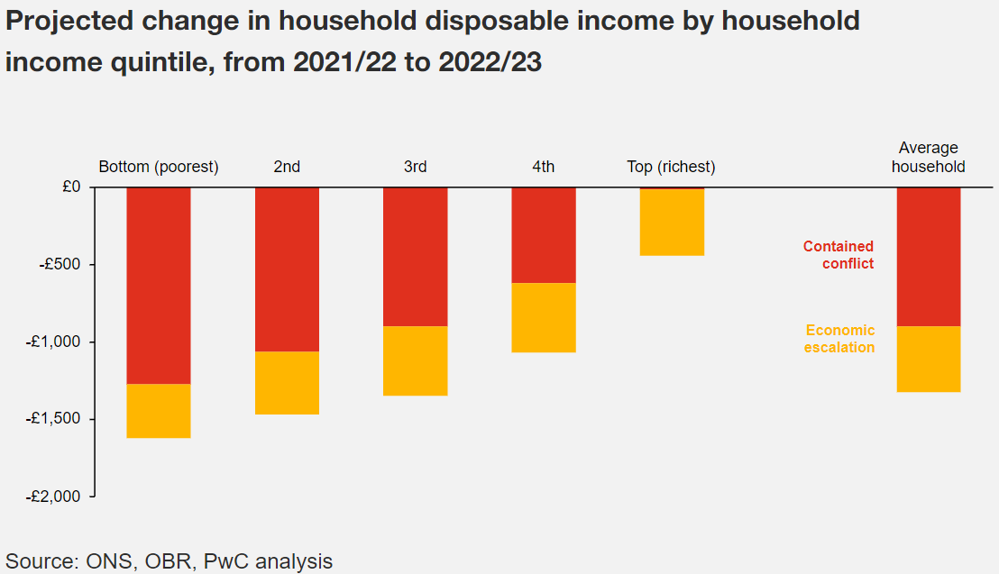 Projected change in household disposable income by household
income quintile, from 2021/22 to 2022/23
Average
household
Bottom (poorest)
2nd
3rd
4th
Top (richest)
£0
-£500
-£1,000
-£1,500
-£2,000
Contained
conflict
Economic
escalation
Source: ONS, OBR, PwC analysis